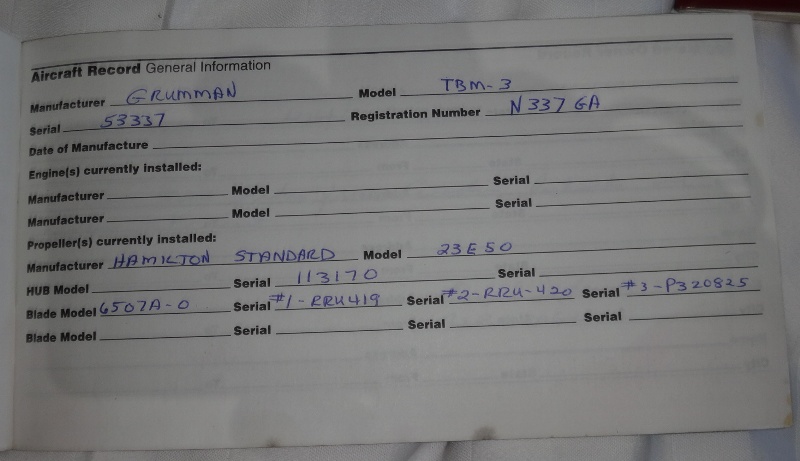 Aircraft Record General Information
Manufacturer GRUMMAN Model TBM-3
Serial 53337 Registration Number N337GA
Date of Manufacture
Engine(s) currently installed:
Manufacturer Model Serial
Manufacturer Model Serial
Propeller(s) currently installed:
Manufacturer HAMILTON STANDARD Model 23E50
HUB Model Serial 113170 Serial
Blade Model 6507A-0 Serial #1-RRU419 Serial #2-RRU-420 Serial #3-P320825
Blade Model Serial Serial Serial